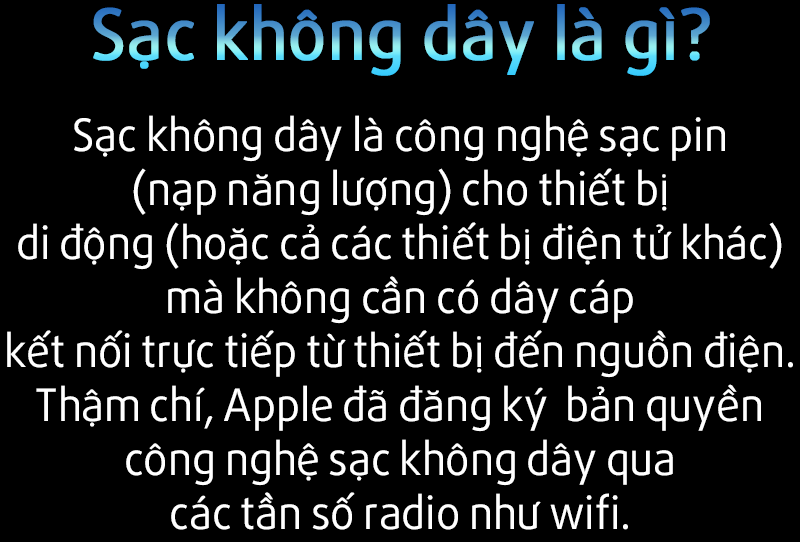 Sạc không dây là gì?
Sạc không dây là công nghệ sạc pin
(nạp năng lượng) cho thiết bị
di động (hoặc cả các thiết bị điện tử khác)
mà không cần có dây cáp
kết nối trực tiếp từ thiết bị đến nguồn điện.
Thậm chí, Apple đã đăng ký bản quyền
công nghệ sạc không dây qua
các tần số radio như wifi.